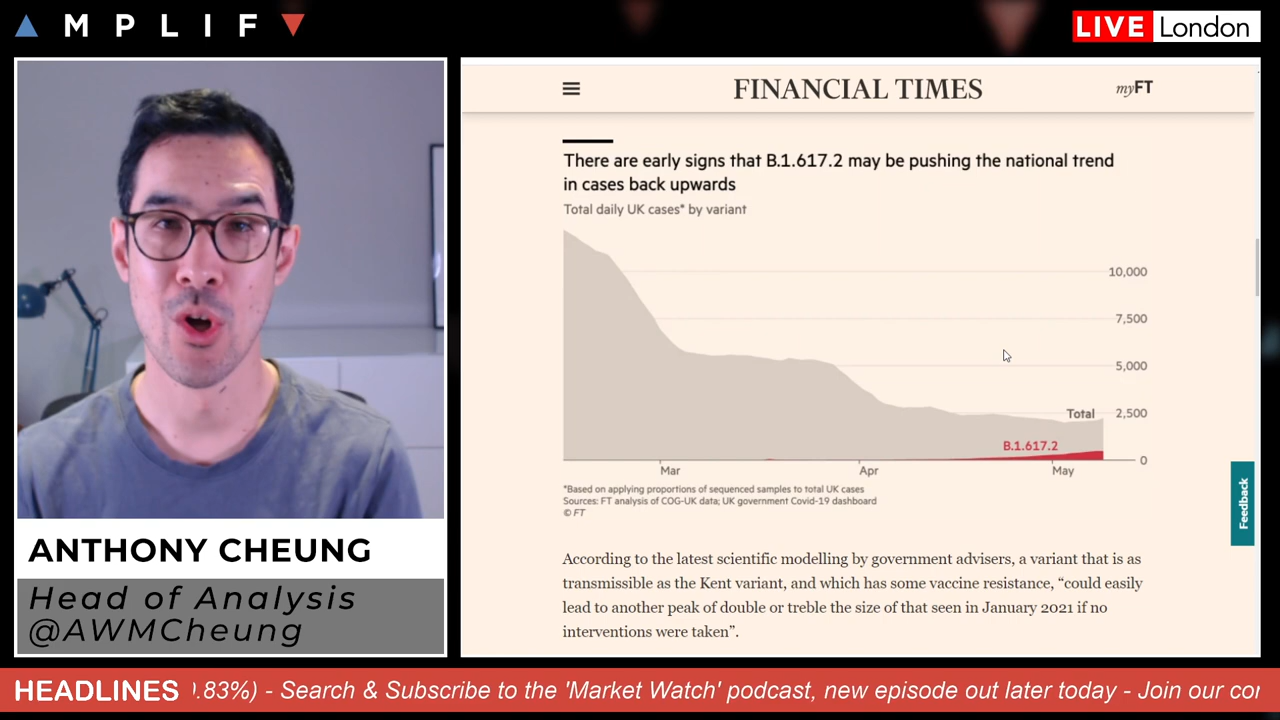 ▲ M P L I F ▼
LIVE London
ANTHONY CHEUNG
Head of Analysis
@AWMCheung
FINANCIAL TIMES
myFT
There are early signs that B.1.617.2 may be pushing the national trend
in cases back upwards
Total daily UK cases* by variant
10,000
7,500
5,000
Total
2,500
B.1.617.2
0
Mar
Apr
May
*Based on applying proportions of sequenced samples to total UK cases
Sources: FT analysis of COG-UK data; UK government Covid-19 dashboard
© FT
Feedback
According to the latest scientific modelling by government advisers, a variant that is as
transmissible as the Kent variant, and which has some vaccine resistance, “could easily
lead to another peak of double or treble the size of that seen in January 2021 if no
interventions were taken”.
HEADLINES
.83%) - Search & Subscribe to the 'Market Watch' podcast, new episode out later today - Join our